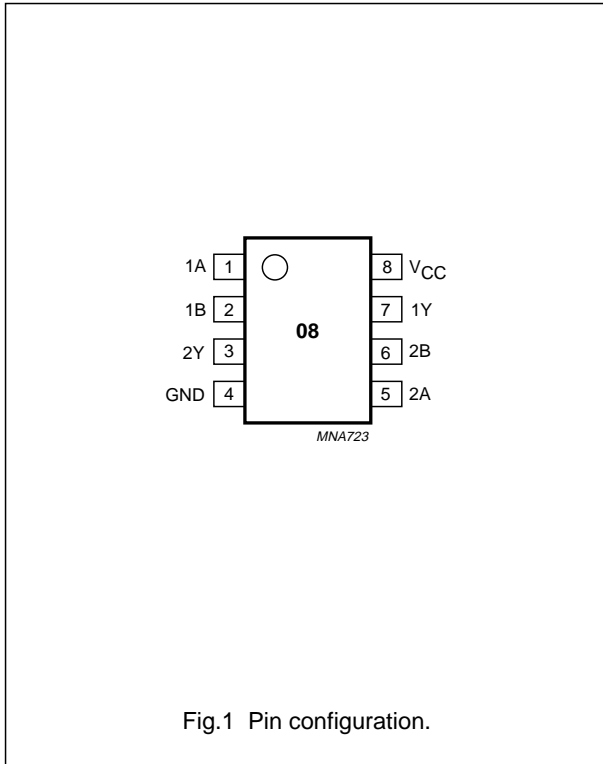 1A 1 8 VCC
1B 2 7 1Y
08
2Y 3 6 2B
GND 4 5 2A
MNA723
Fig.1 Pin configuration.